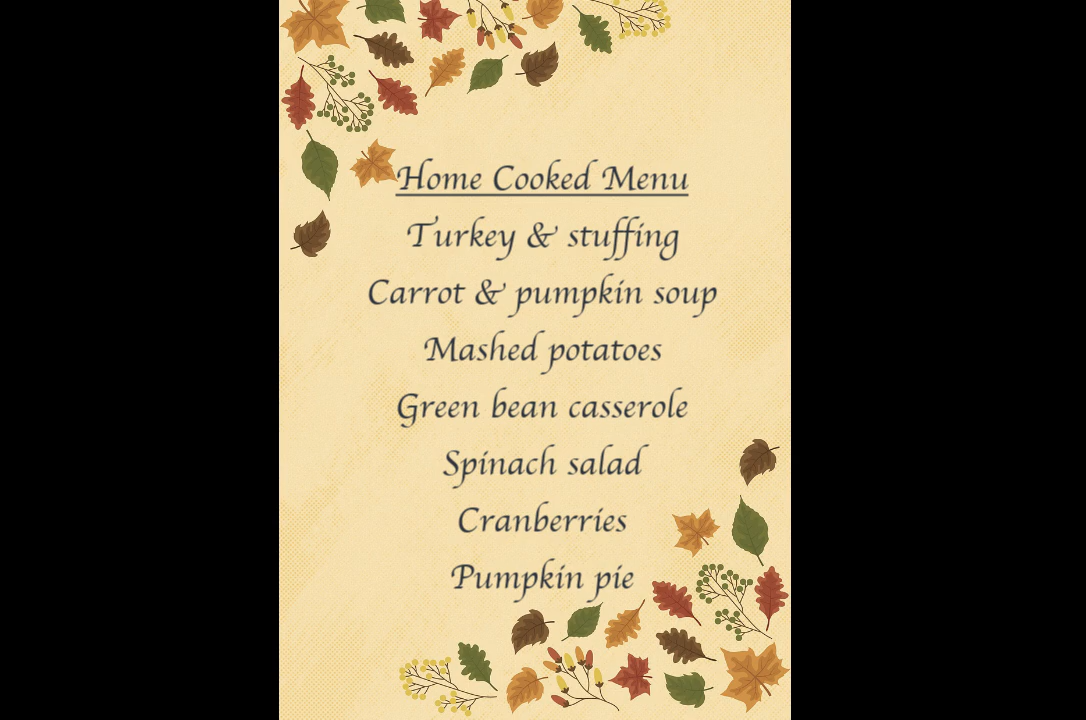 Home Cooked Menu
Turkey & stuffing
Carrot & pumpkin soup
Mashed potatoes
Green bean casserole
Spinach salad
Cranberries
Pumpkin pie